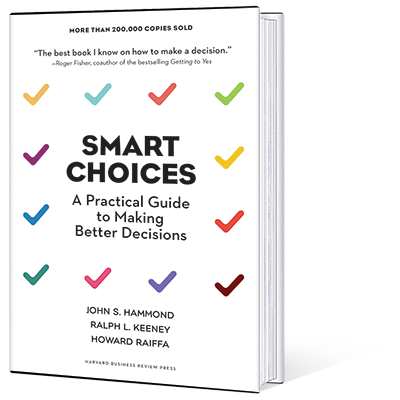 MORE THAN 200,000 COPIES SOLD
“The best book I know on how to make a decision.”
—Roger Fisher, coauthor of the bestselling Getting to Yes
SMART
CHOICES
A Practical Guide
to Making
Better Decisions
JOHN S. HAMMOND
RALPH L. KEENEY
HOWARD RAIFFA
HARVARD BUSINESS REVIEW PRESS